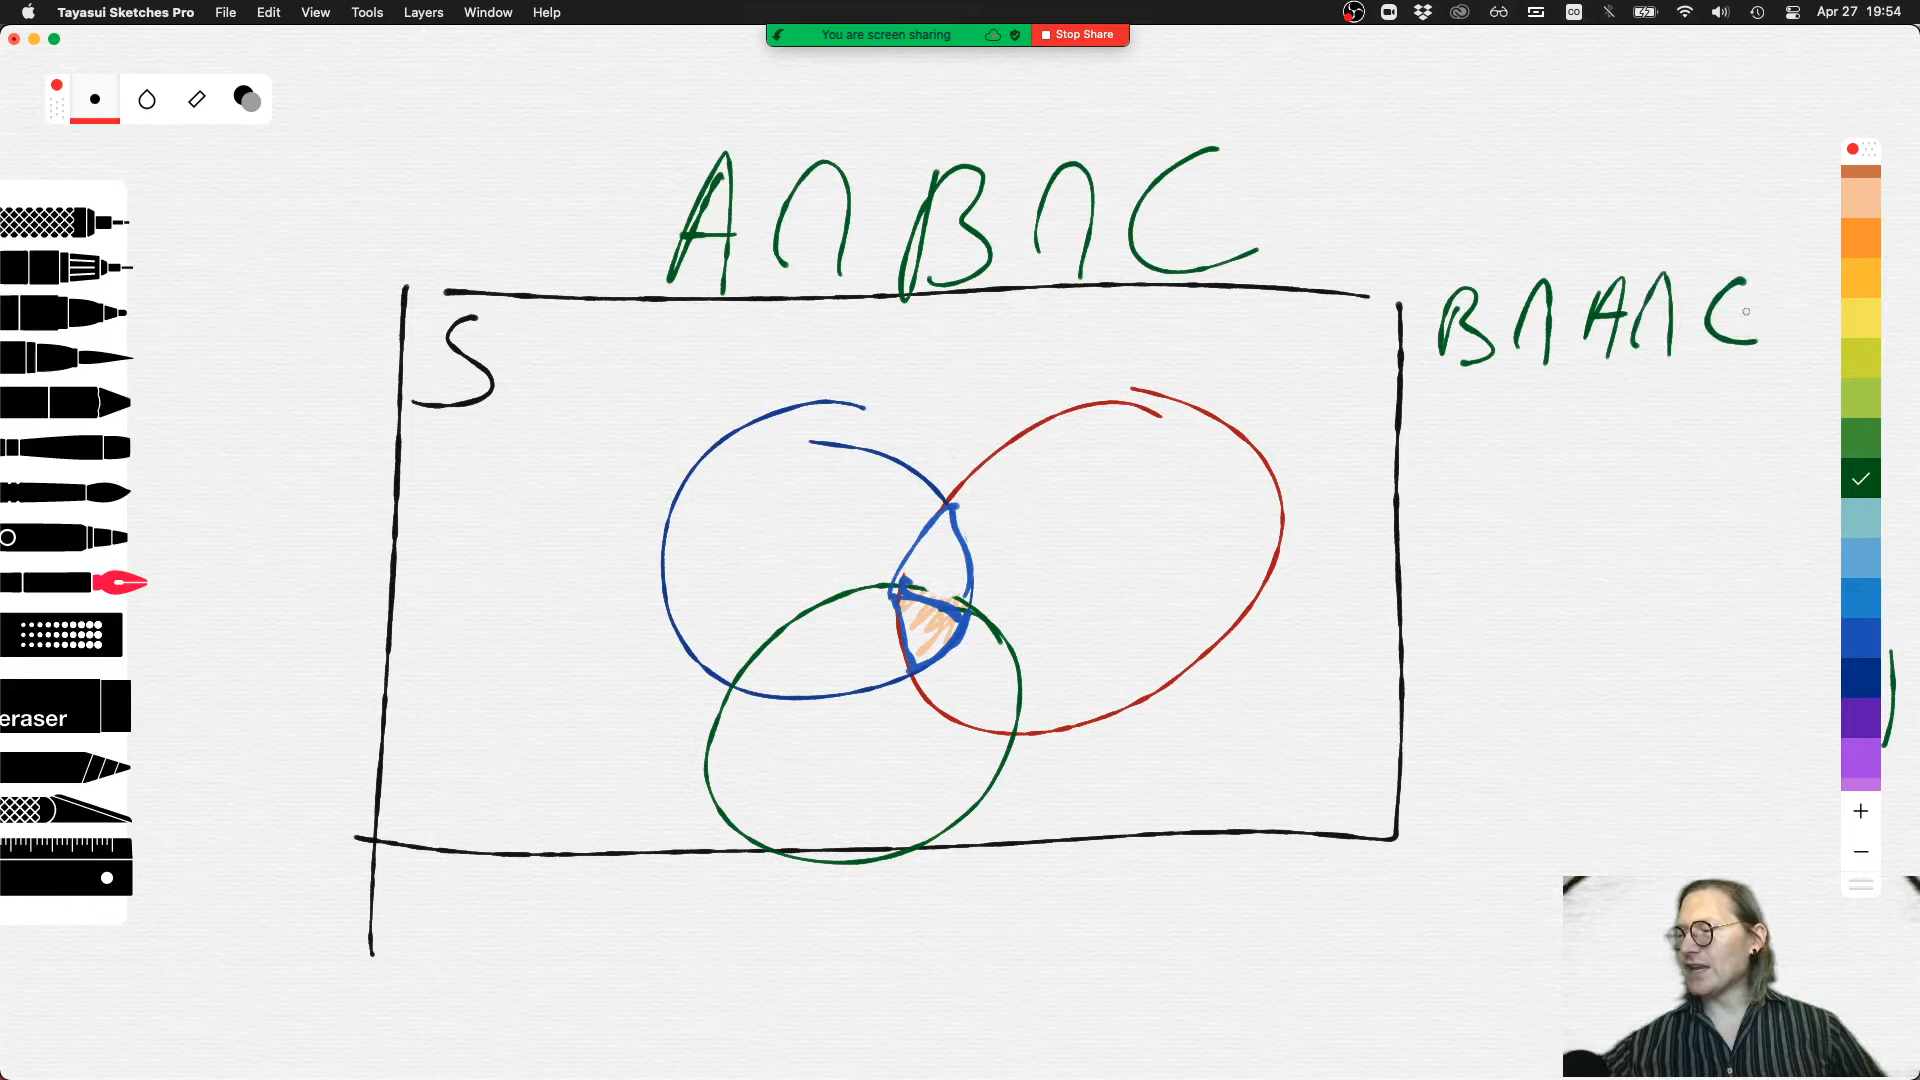 Tayasui Sketches Pro File Edit View Tools Layers Window Help
Apr 27 19:54
You are screen sharing
Stop Share
A∩B∩C
B∩A∩C
S
eraser